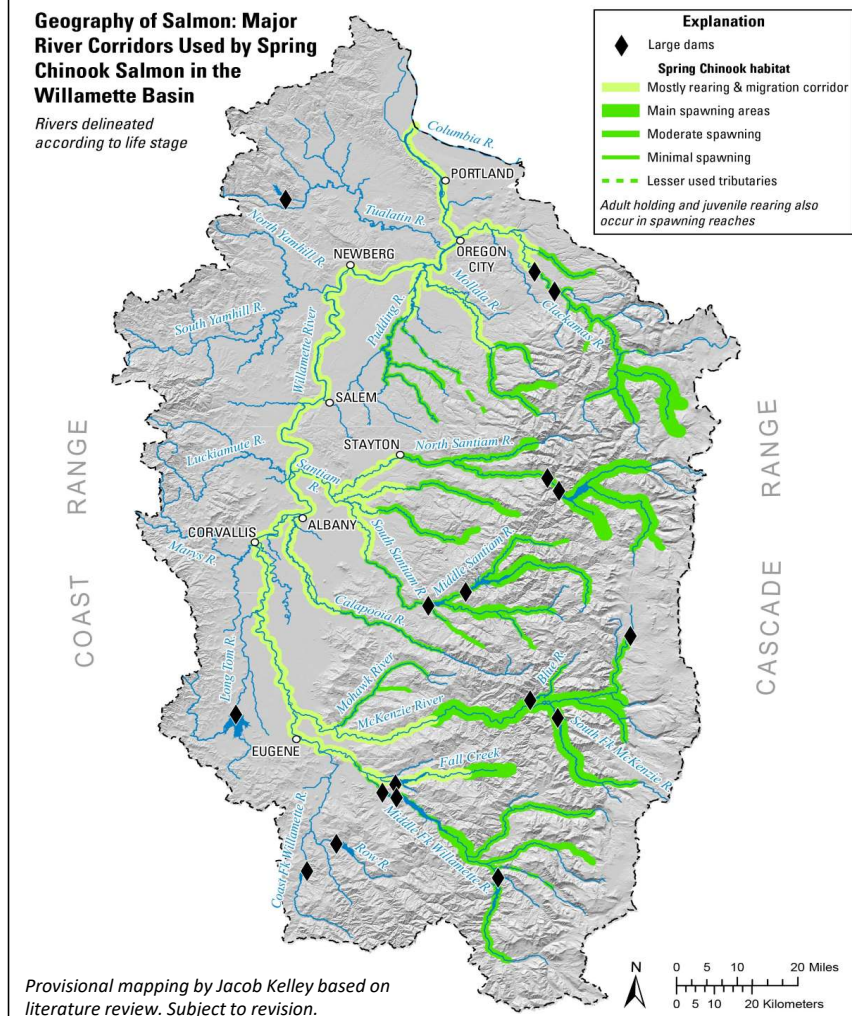 Geography of Salmon: Major
River Corridors Used by Spring
Chinook Salmon in the
Willamette Basin
Rivers delineated
according to life stage
Explanation
Large dams
Spring Chinook habitat
Mostly rearing & migration corridor
Main spawning areas
Moderate spawning
Minimal spawning
Lesser used tributaries
Adult holding and juvenile rearing also
occur in spawning reaches
Columbia R.
PORTLAND
Tualatin R.
North Yamhill R.
NEWBERG
OREGON
CITY
Mollala R.
Clackamus R.
South Yamhill R.
Pudding R.
Willamette River
SALEM
STAYTON
North Santiam R.
Luckiamute R.
Santiam
R.
COAST RANGE
CASCADE RANGE
ALBANY
CORVALLIS
Marys R.
South Santiam R.
Middle Santiam R.
Calapooia R.
Long Tom R.
Mohawk River
McKenzie River
Blue R.
South Fk McKenzie R.
EUGENE
Fall Creek
Middle Fk Willamette R.
Coast Fk Willamette R.
Row R.
N
0 5 10 20 Miles
0 5 10 20 Kilometers
Provisional mapping by Jacob Kelley based on
literature review. Subject to revision.